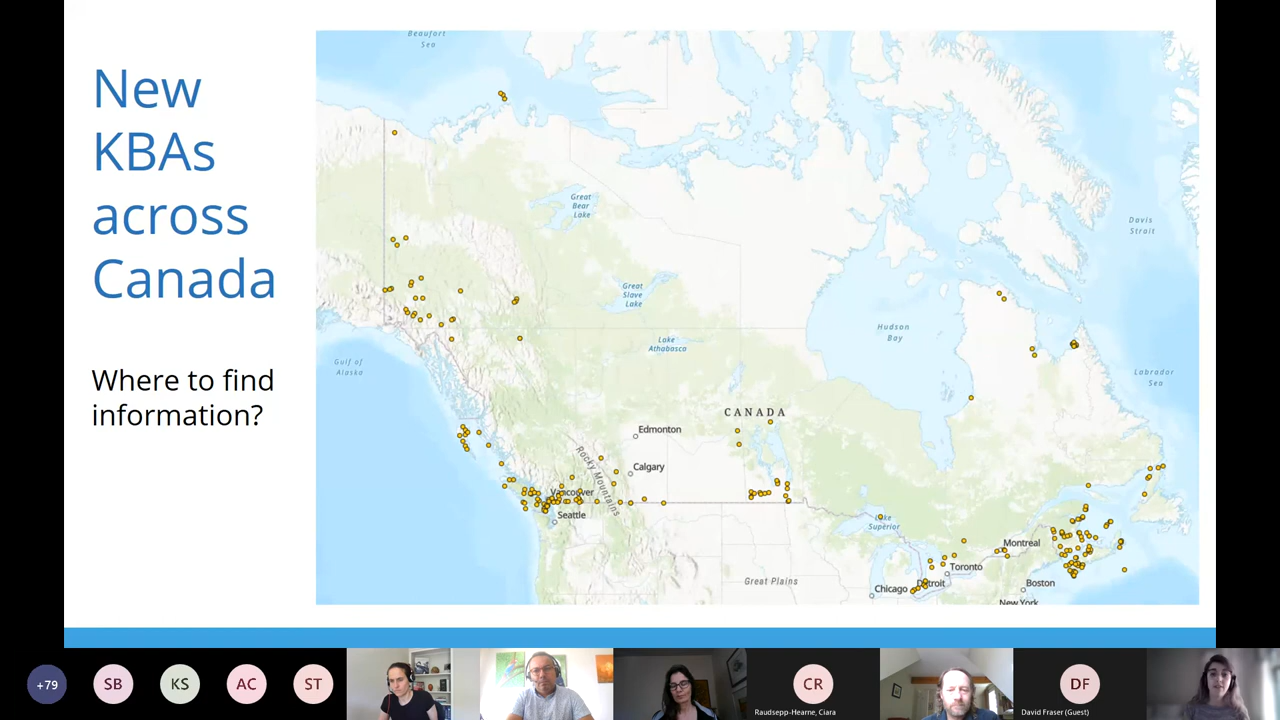 New
KBAs
across
Canada
Where to find
information?
Beaufort
Sea
Great
Bear
Lake
Great
Slave
Lake
Lake
Athabasca
Hudson
Bay
Davis
Strait
Labrador
Sea
Gulf of
Alaska
CANADA
Edmonton
Calgary
Rocky Mountains
Vancouver
Seattle
Lake
Superior
Montreal
Toronto
Detroit
Chicago
Boston
New York
Great Plains
+79
SB
KS
AC
ST
CR
Raudsepp-Hearne, Ciara
DF
David Fraser (Guest)